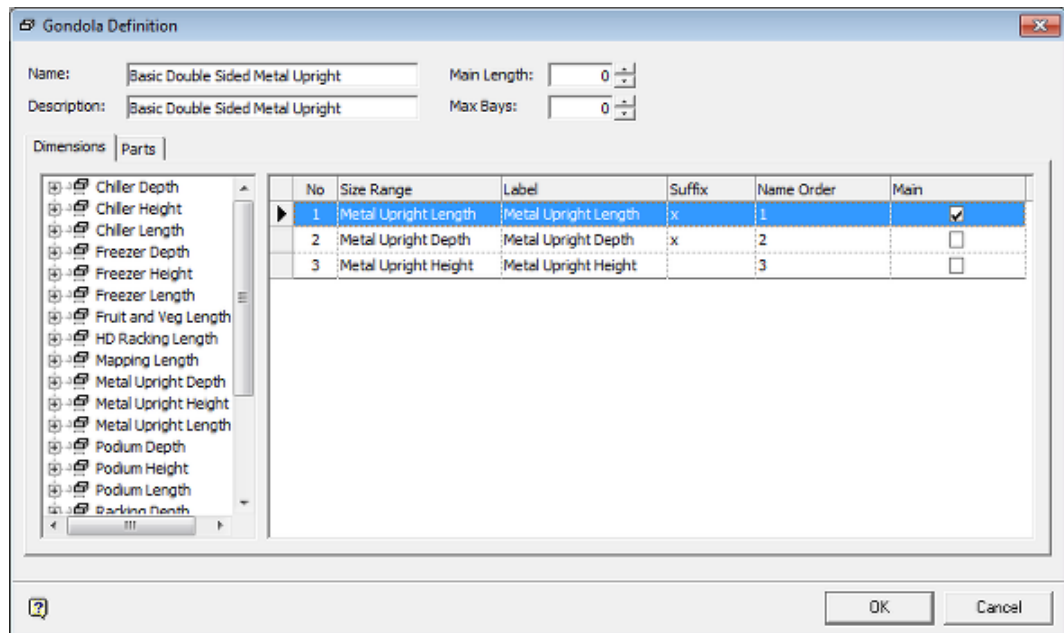 Gondola Definition
Name: Basic Double Sided Metal Upright Main Length: 0
Description: Basic Double Sided Metal Upright Max Bays: 0
Dimensions Parts
Chiller Depth
Chiller Height
Chiller Length
Freezer Depth
Freezer Height
Freezer Length
Fruit and Veg Length
HD Racking Length
Mapping Length
Metal Upright Depth
Metal Upright Height
Metal Upright Length
Podium Depth
Podium Height
Podium Length
Racking Depth
No Size Range Label Suffix Name Order Main
1 Metal Upright Length Metal Upright Length x 1
2 Metal Upright Depth Metal Upright Depth x 2
3 Metal Upright Height Metal Upright Height 3
OK Cancel